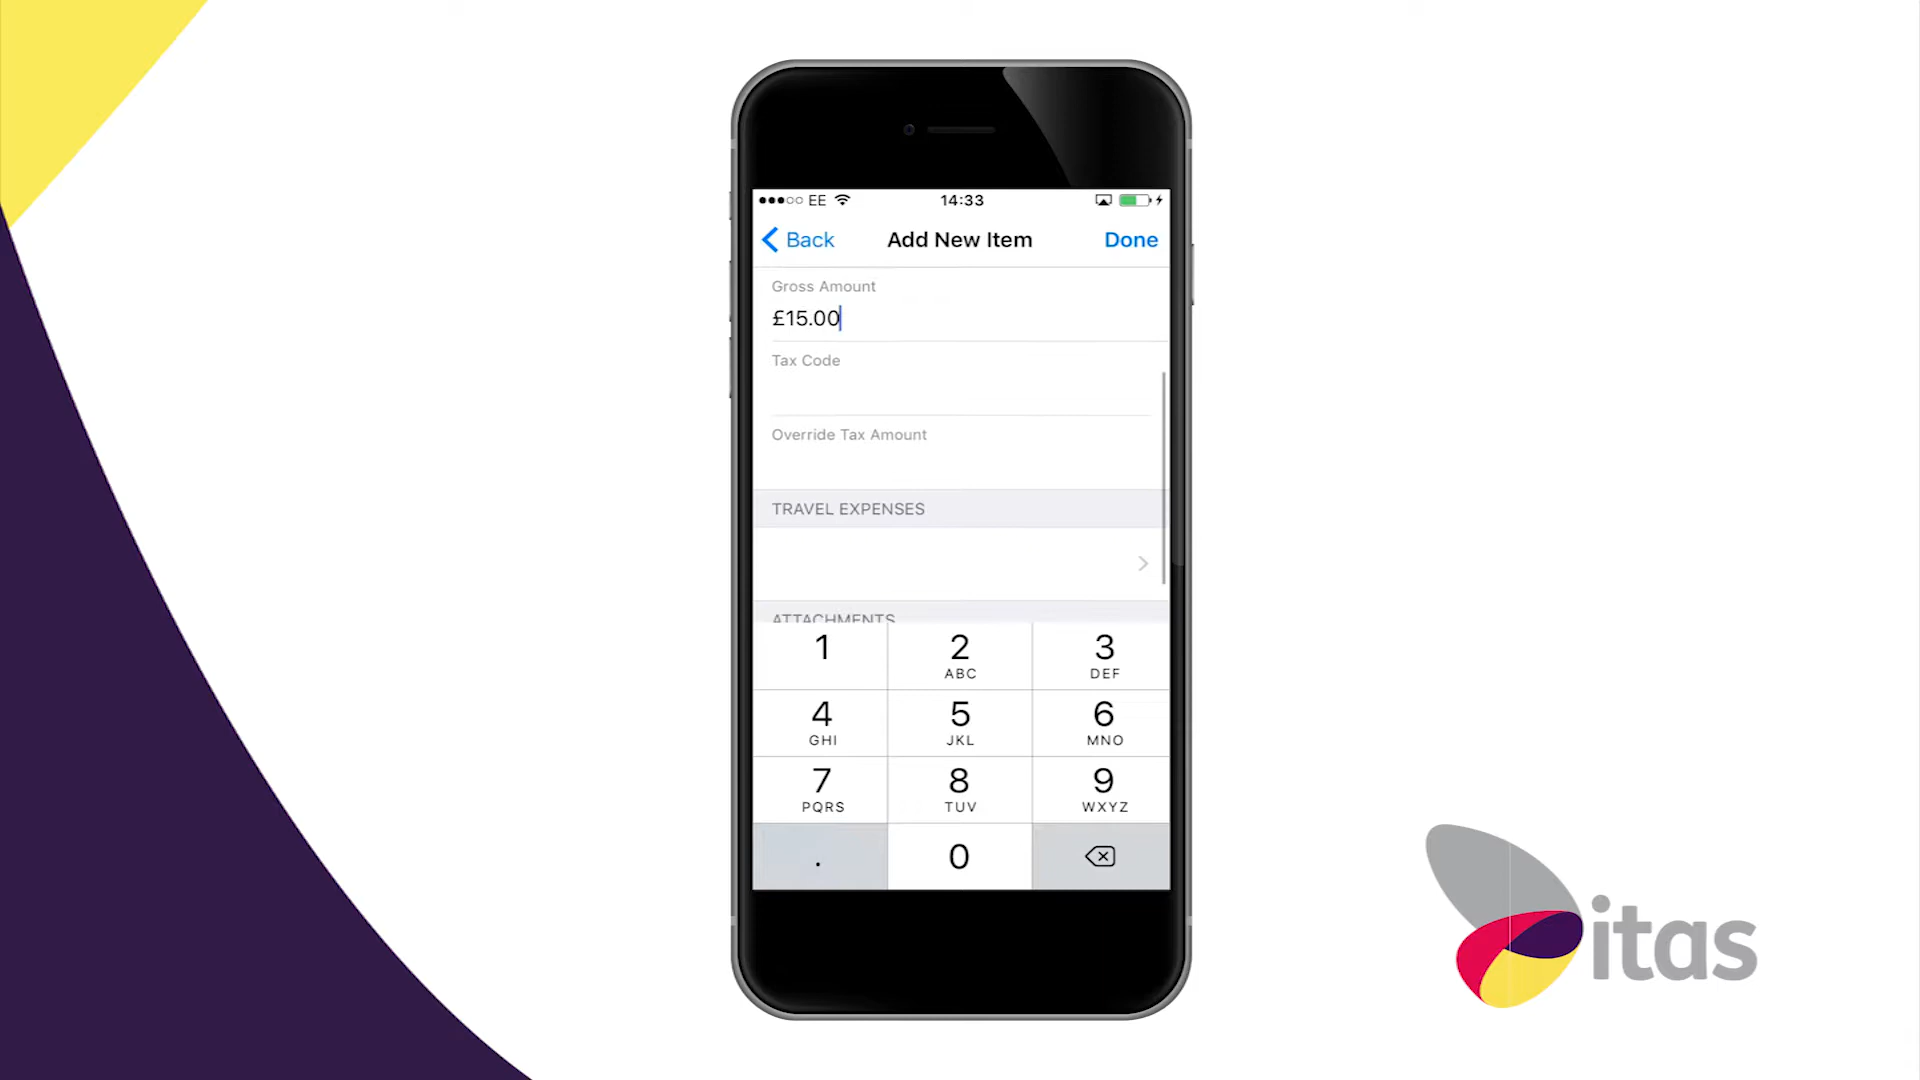 EE 14:33
Back Add New Item Done
Gross Amount
£15.00
Tax Code
Override Tax Amount
TRAVEL EXPENSES
ATTACHMENTS
1 2 3
ABC DEF
4 5 6
GHI JKL MNO
7 8 9
PQRS TUV WXYZ
. 0
itas